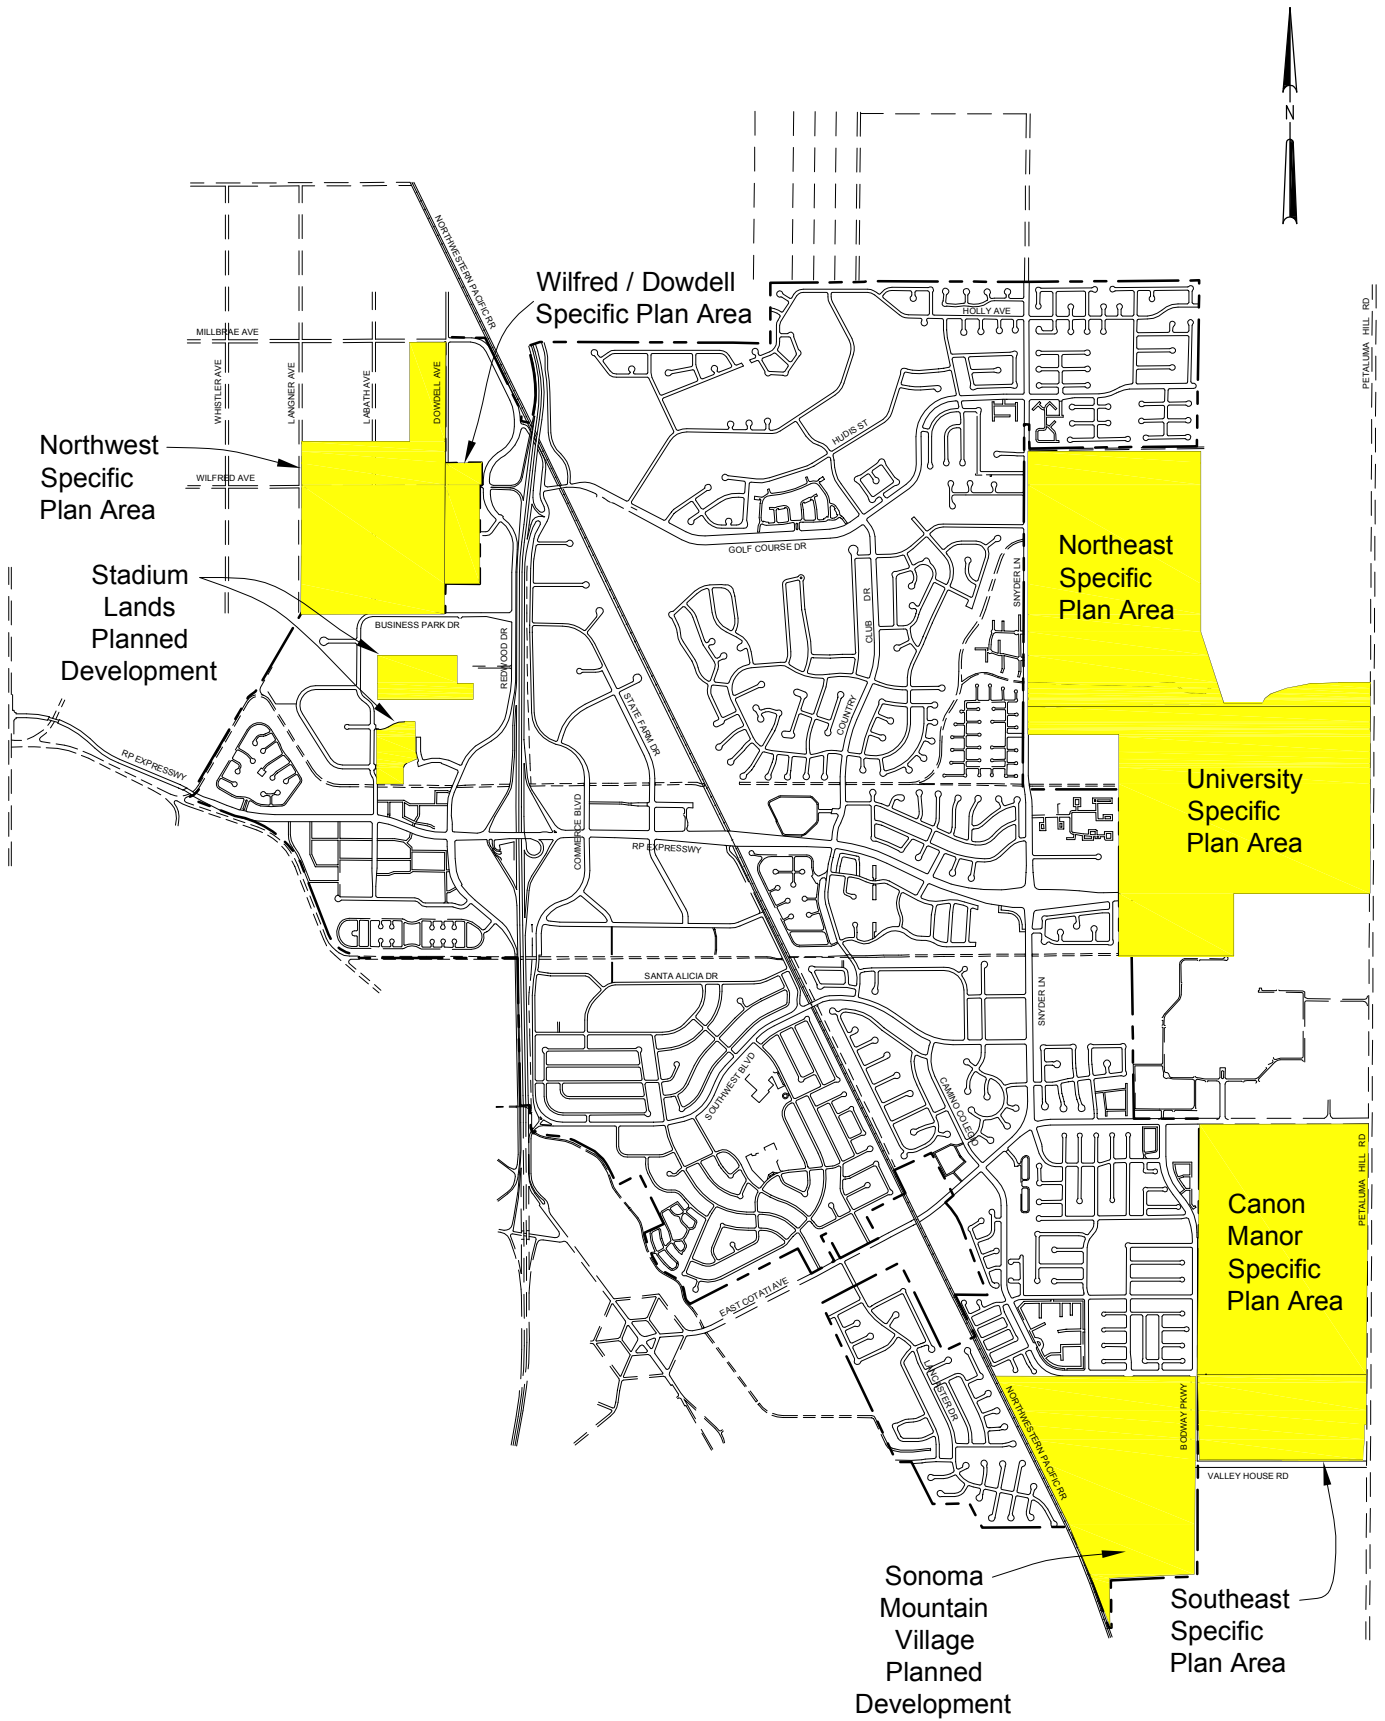 N
NORTHWESTERN PACIFIC RR
Wilfred / Dowdell
Specific Plan Area
HOLLY AVE
PETALUMA HILL RD
MILLBRAE AVE
WHISTLER AVE
LANGNER AVE
LABATH AVE
DOWDELL AVE
HUDIS ST
Northwest
Specific
Plan Area
WILFRED AVE
GOLF COURSE DR
Northeast
Specific
Plan Area
SNYDER LN
Stadium
Lands
Planned
Development
BUSINESS PARK DR
REDWOOD DR
COUNTRY CLUB DR
STATE FARM DR
RP EXPRESSWY
University
Specific
Plan Area
COMMERCE BLVD
RP EXPRESSWY
SANTA ALICIA DR
SNYDER LN
SOUTHWEST BLVD
CAMINO COLEGIO
PETALUMA HILL RD
Canon
Manor
Specific
Plan Area
EAST COTATI AVE
LANCASTER DR
NORTHWESTERN PACIFIC RR
BODWAY PKWY
VALLEY HOUSE RD
Sonoma
Mountain
Village
Planned
Development
Southeast
Specific
Plan Area